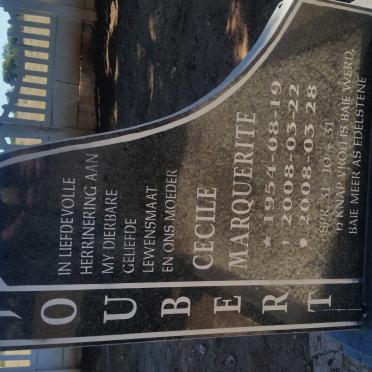 OUBERT
IN LIEFDEVOLLE
HERRINERING AAN
MY DIERBARE
GELIEFDE
LEWENSMAAT
EN ONS MOEDER
CECILE
MARQUERITE
★ 1954-08-19
2008-03-22
● 2008-03-28
SPR. 31 : 10 - 31
'N KNAP VROU IS BAIE WERD,
BAIE MEER AS EDELSTENE